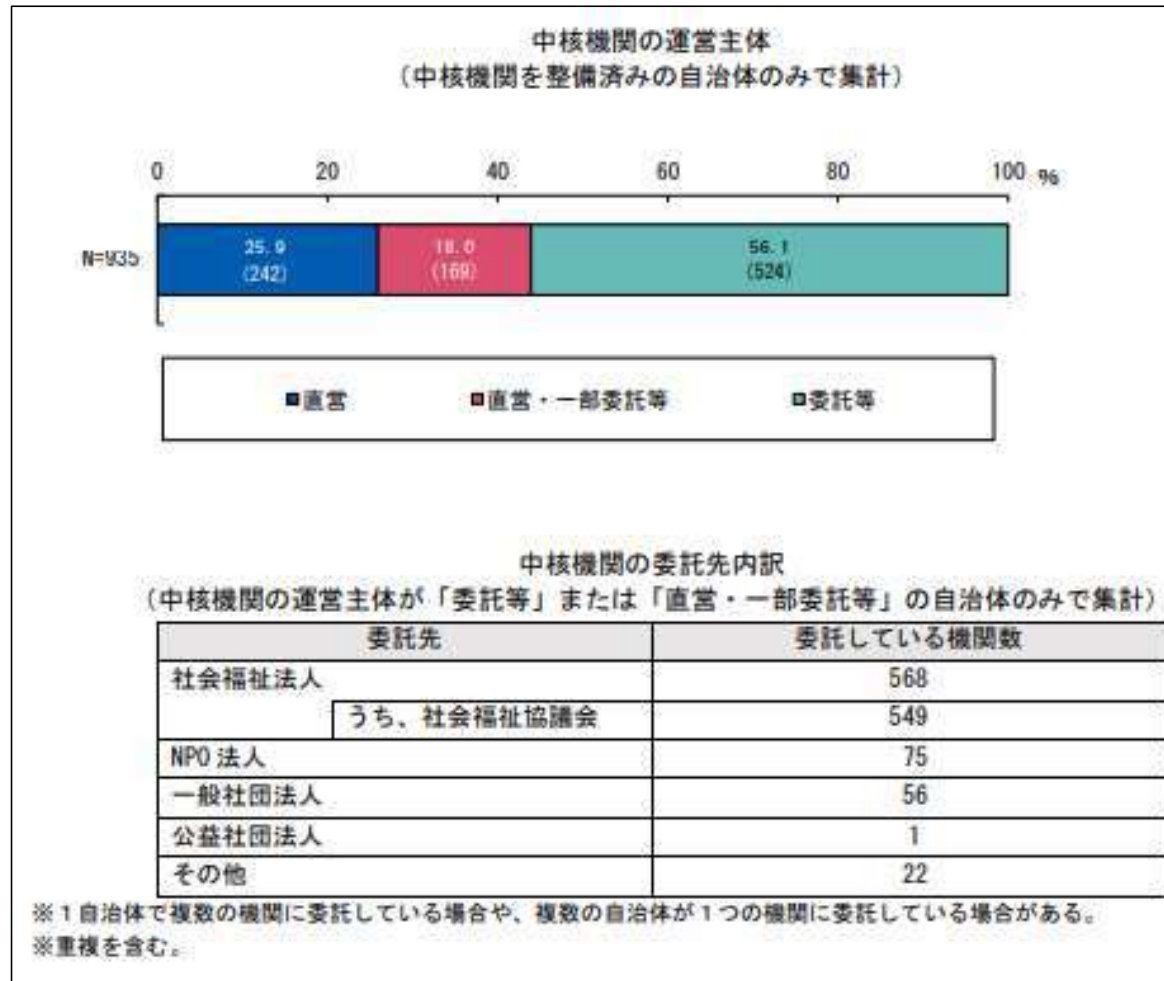 中核機関の運営主体
（中核機関を整備済みの自治体のみで集計）
0 20 40 60 80 100 %
N=935
25.9 18.0 56.1
(242) (169) (524)
■直営 ■直営・一部委託等 ■委託等
中核機関の委託先内訳
（中核機関の運営主体が「委託等」または「直営・一部委託等」の自治体のみで集計）
委託先 委託している機関数
社会福祉法人 568
うち、社会福祉協議会 549
NPO法人 75
一般社団法人 56
公益社団法人 1
その他 22
※１自治体で複数の機関に委託している場合や、複数の自治体が１つの機関に委託している場合がある。
※重複を含む。